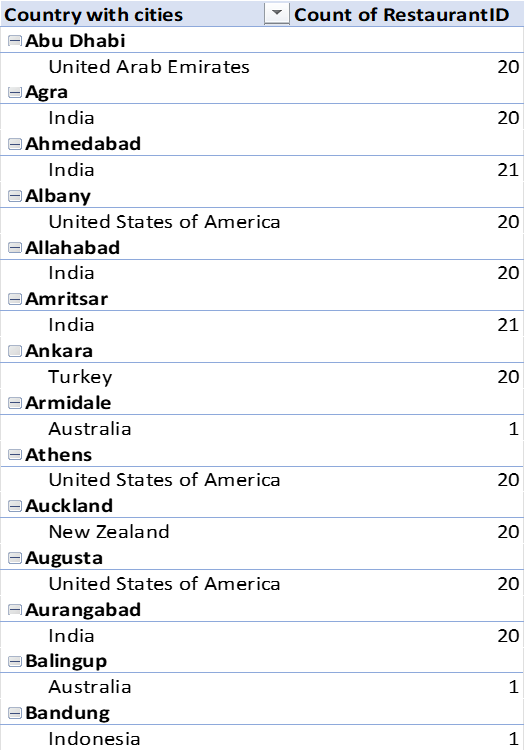 Country with cities Count of RestaurantID
Abu Dhabi
United Arab Emirates 20
Agra
India 20
Ahmedabad
India 21
Albany
United States of America 20
Allahabad
India 20
Amritsar
India 21
Ankara
Turkey 20
Armidale
Australia 1
Athens
United States of America 20
Auckland
New Zealand 20
Augusta
United States of America 20
Aurangabad
India 20
Balingup
Australia 1
Bandung
Indonesia 1